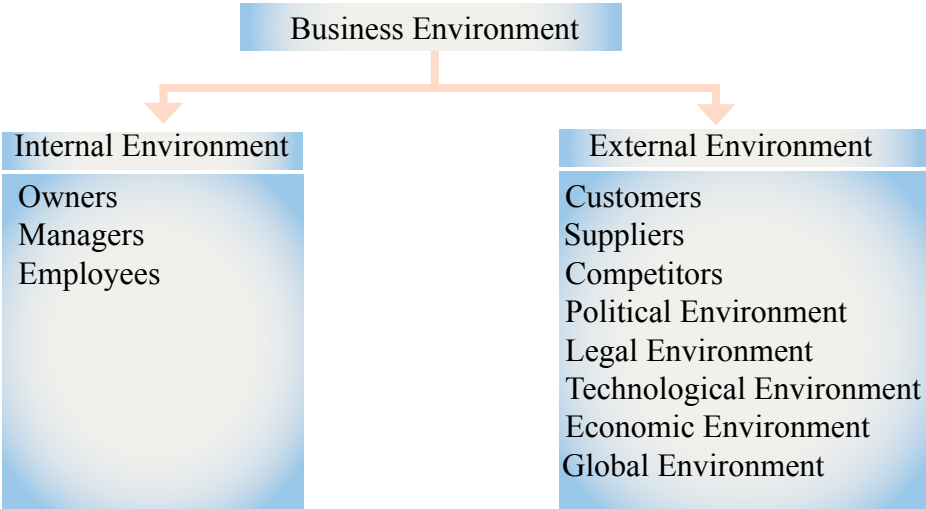 Business Environment
Internal Environment
Owners
Managers
Employees
External Environment
Customers
Suppliers
Competitors
Political Environment
Legal Environment
Technological Environment
Economic Environment
Global Environment